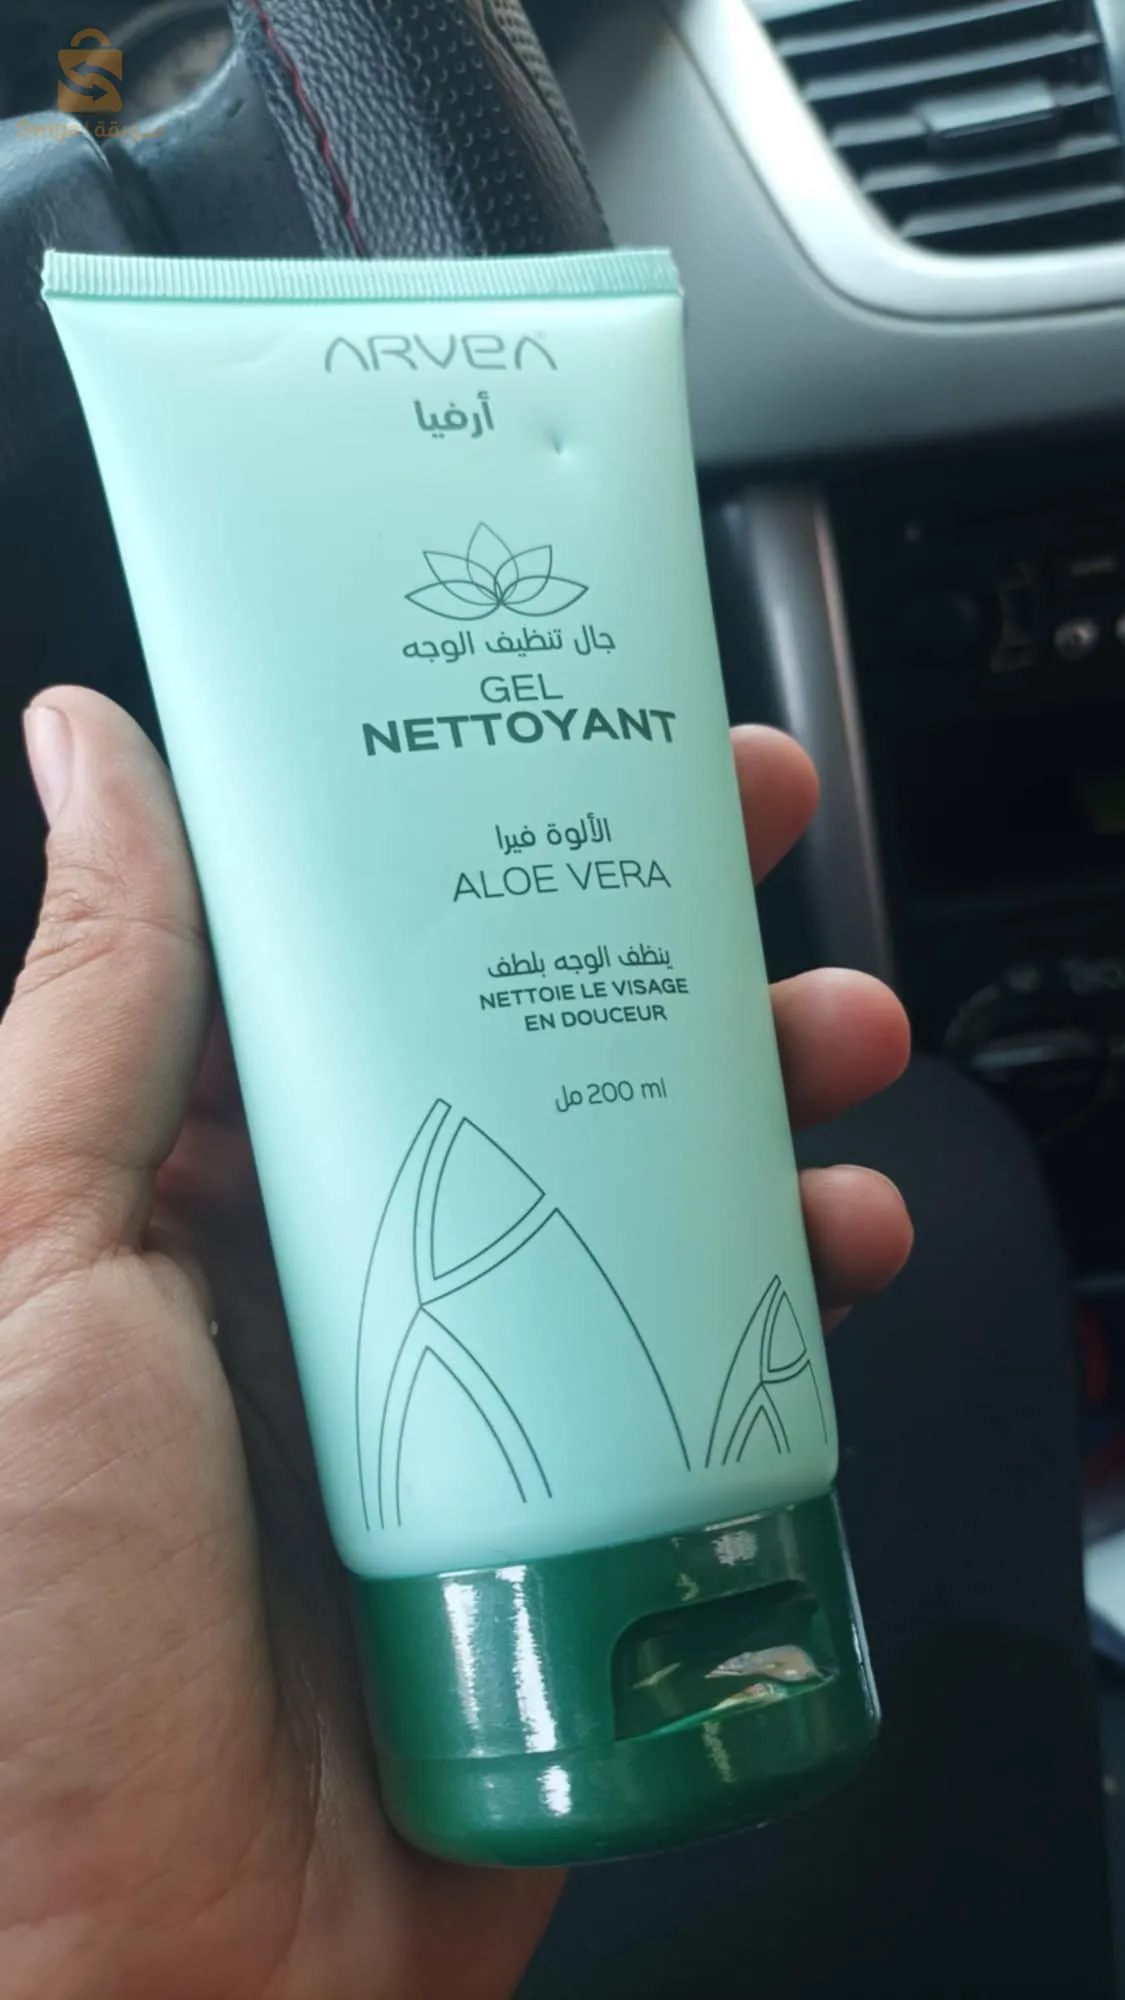 سويقة
ARVEA
أرفيا
جال تنظيف الوجه
GEL
NETTOYANT
الألوة فيرا
ALOE VERA
ينظف الوجه بلطف
NETTOIE LE VISAGE
EN DOUCEUR
200 ml مل